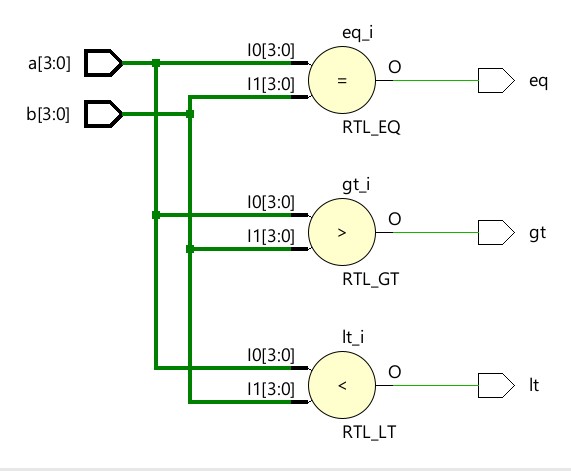 eq_i
a[3:0]
I0[3:0]
O
I1[3:0]
=
eq
b[3:0]
RTL_EQ
gt_i
I0[3:0]
O
I1[3:0]
>
gt
RTL_GT
lt_i
I0[3:0]
O
I1[3:0]
<
lt
RTL_LT